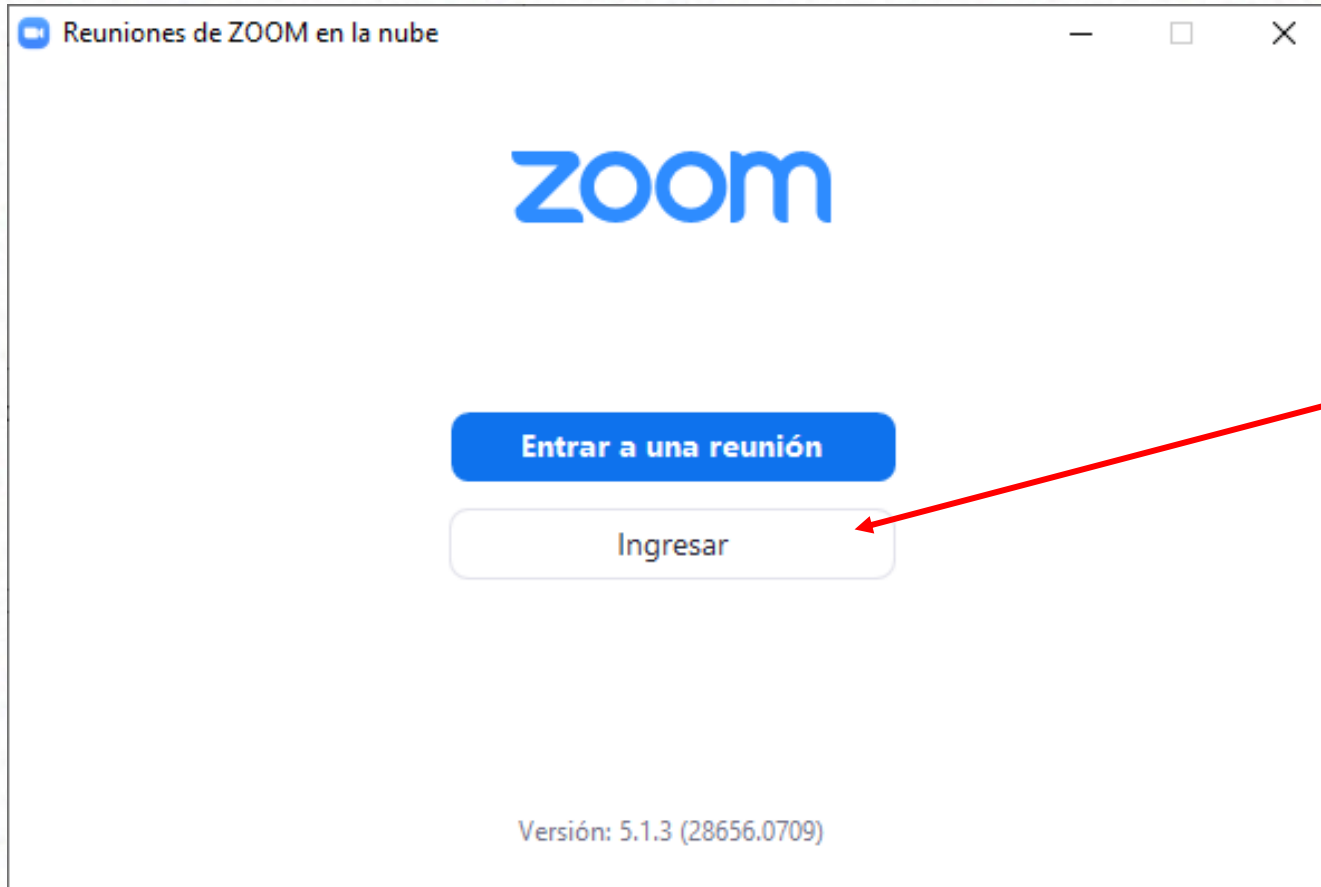 Reuniones de ZOOM en la nube
zoom
Entrar a una reunión
Ingresar
Versión: 5.1.3 (28656.0709)